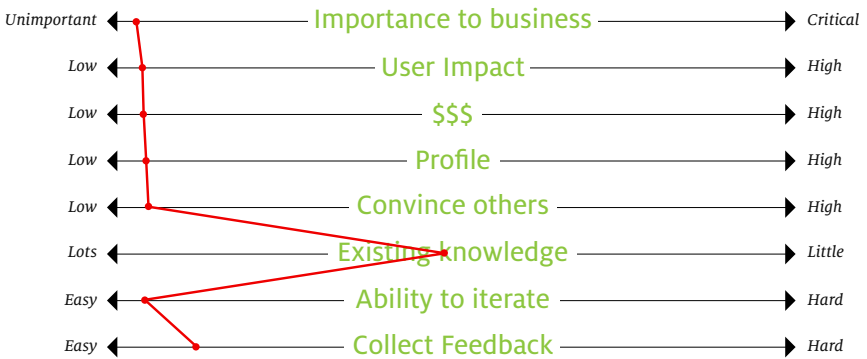 Unimportant Importance to business Critical
Low User Impact High
Low $$$ High
Low Profile High
Low Convince others High
Lots Existing knowledge Little
Easy Ability to iterate Hard
Easy Collect Feedback Hard